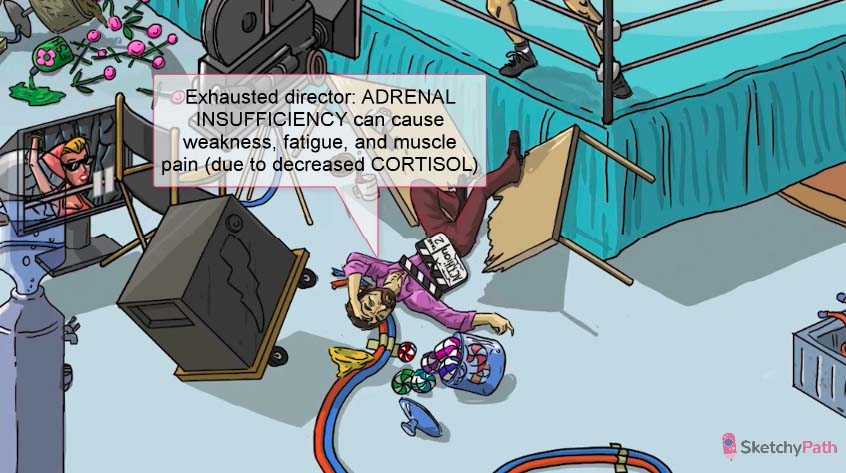 Exhausted director: ADRENAL
INSUFFICIENCY can cause
weakness, fatigue, and muscle
pain (due to decreased CORTISOL)
SketchyPath